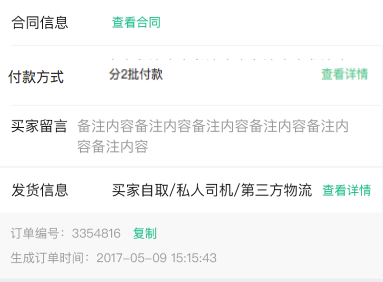 合同信息 查看合同
付款方式 分2批付款 查看详情
买家留言 备注内容备注内容备注内容备注内容备注内
容备注内容
发货信息 买家自取/私人司机/第三方物流 查看详情
订单编号：3354816 复制
生成订单时间：2017-05-09 15:15:43